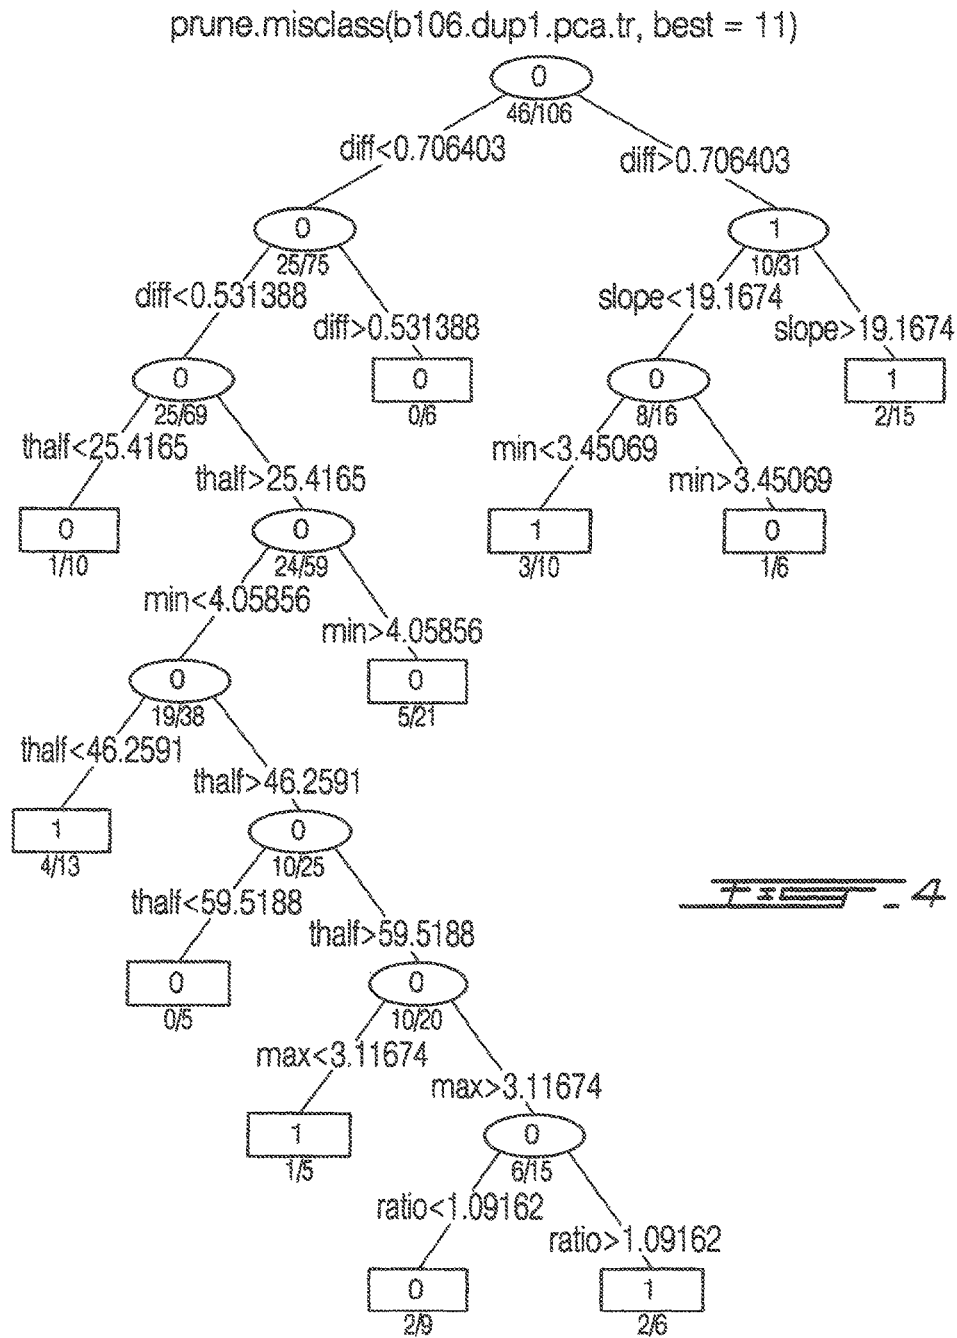 prune.misclass(b106.dup1.pca.tr, best = 11)
0
46/106
diff<0.706403
diff>0.706403
0
25/75
1
10/31
diff<0.531388
diff>0.531388
slope<19.1674
slope>19.1674
0
25/69
0
0/6
0
8/16
1
2/15
thalf<25.4165
thalf>25.4165
min<3.45069
min>3.45069
0
1/10
0
24/59
1
3/10
0
1/6
min<4.05856
min>4.05856
0
19/38
0
5/21
thalf<46.2591
thalf>46.2591
1
4/13
0
10/25
thalf<59.5188
thalf>59.5188
FIG. 4
0
0/5
0
10/20
max<3.11674
max>3.11674
1
1/5
0
6/15
ratio<1.09162
ratio>1.09162
0
2/9
1
2/6